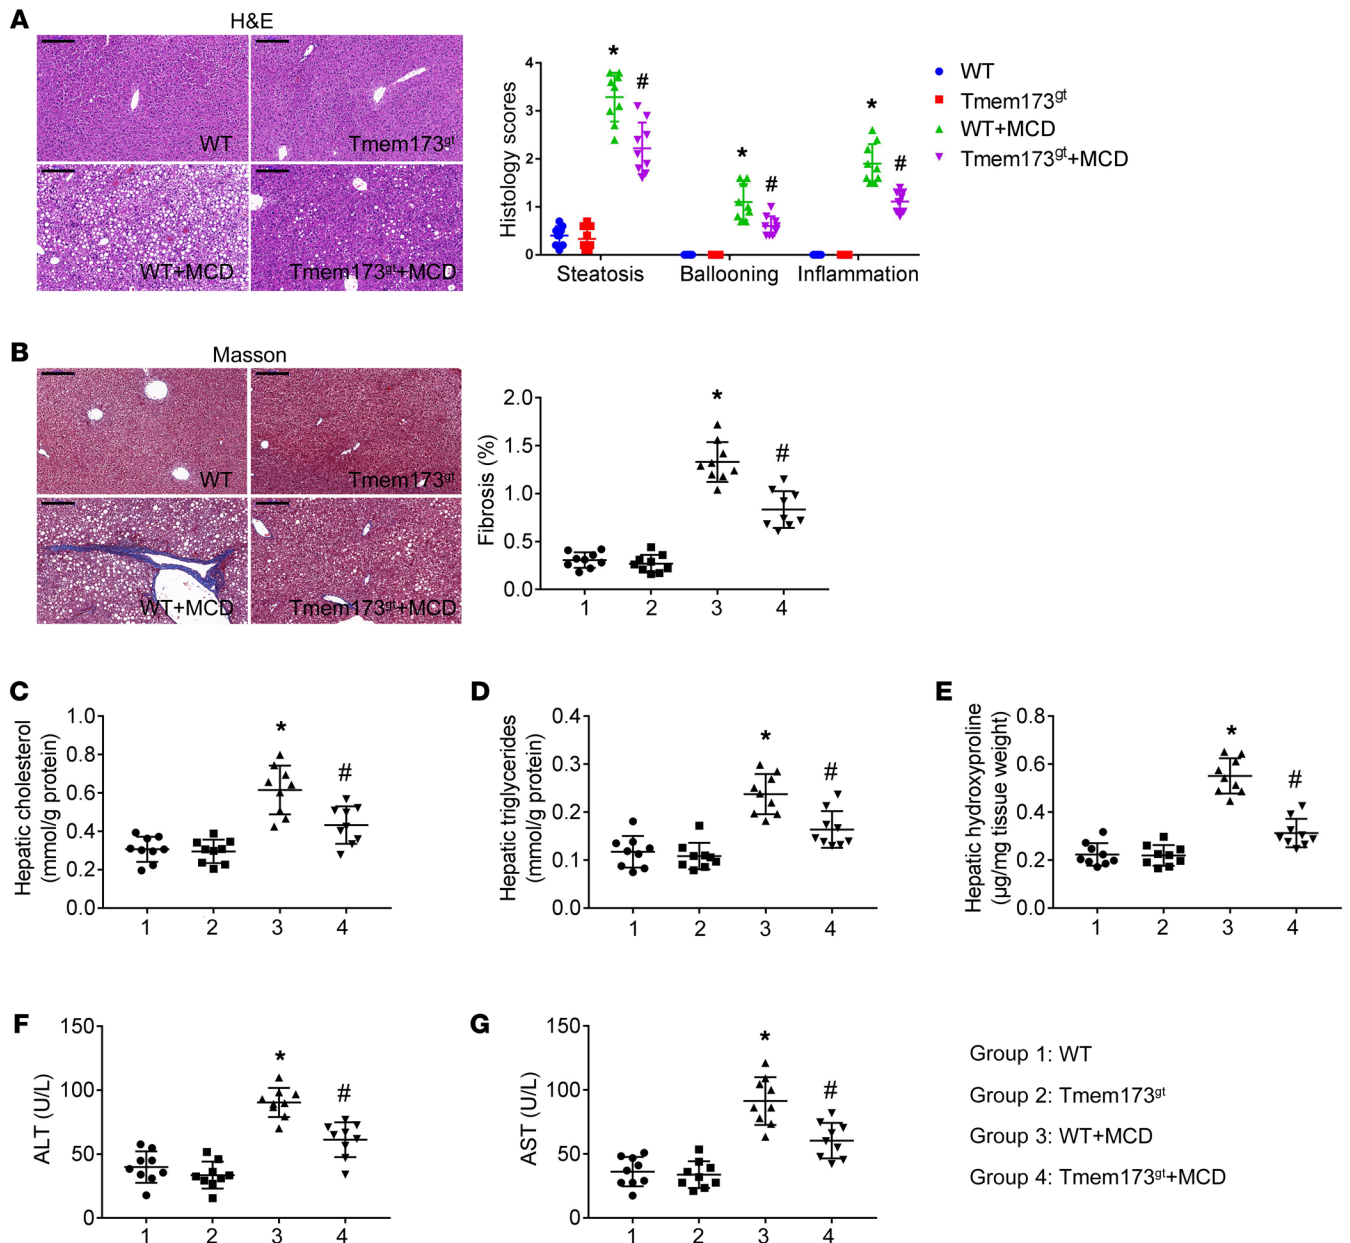 A
H&E
WT
Tmem173gt
WT+MCD
Tmem173gt+MCD
Histology scores
4
3
2
1
0
*
#
*
#
*
#
Steatosis
Ballooning
Inflammation
WT
Tmem173gt
WT+MCD
Tmem173gt+MCD
B
Masson
WT
Tmem173gt
WT+MCD
Tmem173gt+MCD
Fibrosis (%)
2.0
1.5
1.0
0.5
0.0
*
#
1 2 3 4
C
Hepatic cholesterol
(mmol/g protein)
1.0
0.8
0.6
0.4
0.2
0.0
*
#
1 2 3 4
D
Hepatic triglycerides
(mmol/g protein)
0.4
0.3
0.2
0.1
0.0
*
#
1 2 3 4
E
Hepatic hydroxyproline
(µg/mg tissue weight)
0.8
0.6
0.4
0.2
0.0
*
#
1 2 3 4
F
ALT (U/L)
150
100
50
0
*
#
1 2 3 4
G
AST (U/L)
150
100
50
0
*
#
1 2 3 4
Group 1: WT
Group 2: Tmem173gt
Group 3: WT+MCD
Group 4: Tmem173gt+MCD